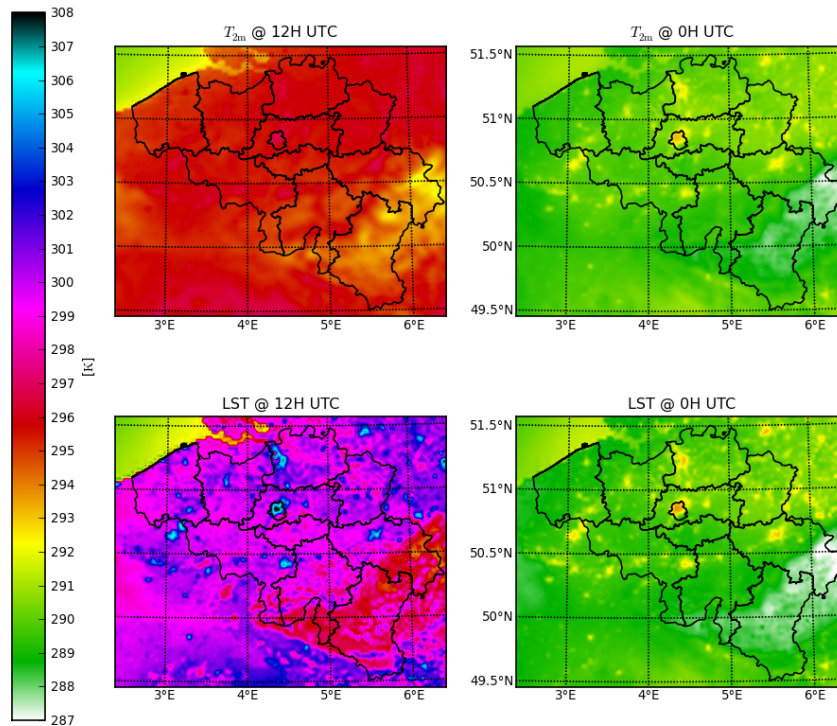 308
307
306
305
304
303
302
301
300
299
298
297
296
295
294
293
292
291
290
289
288
287
[K]
T2m @ 12H UTC
3°E 4°E 5°E 6°E
T2m @ 0H UTC
51.5°N
51°N
50.5°N
50°N
49.5°N
3°E 4°E 5°E 6°E
LST @ 12H UTC
3°E 4°E 5°E 6°E
LST @ 0H UTC
51.5°N
51°N
50.5°N
50°N
49.5°N
3°E 4°E 5°E 6°E